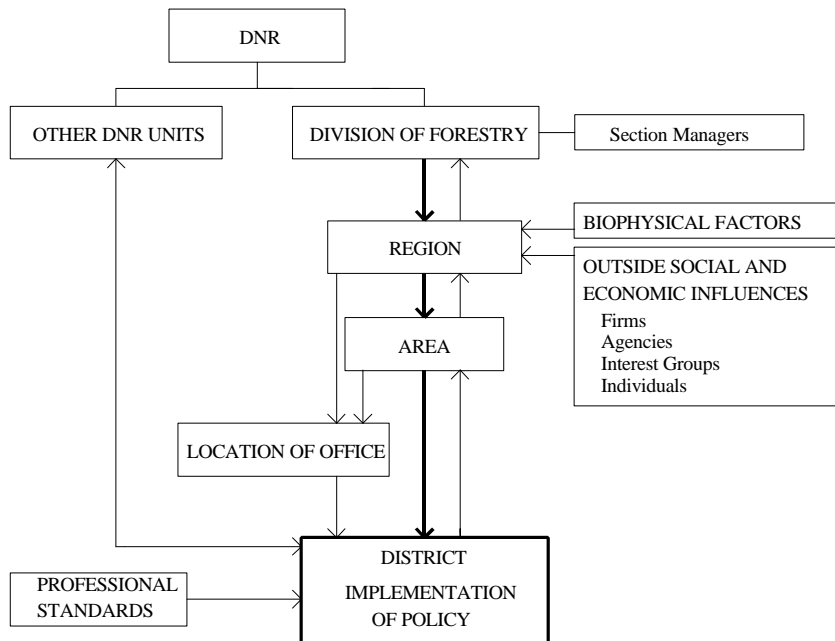 DNR
OTHER DNR UNITS
DIVISION OF FORESTRY
Section Managers
REGION
BIOPHYSICAL FACTORS
OUTSIDE SOCIAL AND
ECONOMIC INFLUENCES
Firms
Agencies
Interest Groups
Individuals
AREA
LOCATION OF OFFICE
DISTRICT
IMPLEMENTATION
OF POLICY
PROFESSIONAL
STANDARDS